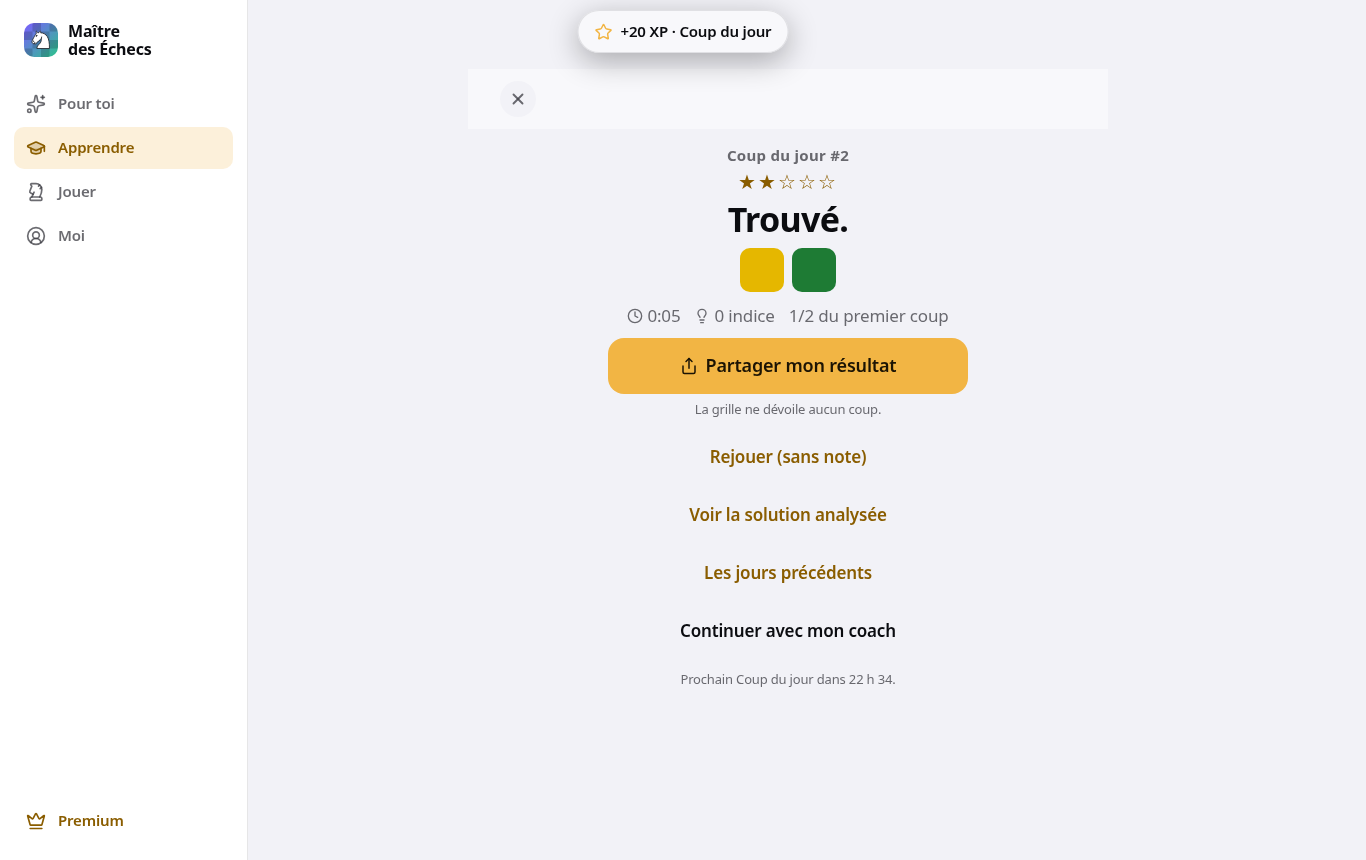 Maître
des Échecs
Pour toi
Apprendre
Jouer
Moi
Premium
+20 XP · Coup du jour
Coup du jour #2
★★☆☆☆
Trouvé.
0:05 0 indice 1/2 du premier coup
Partager mon résultat
La grille ne dévoile aucun coup.
Rejouer (sans note)
Voir la solution analysée
Les jours précédents
Continuer avec mon coach
Prochain Coup du jour dans 22 h 34.